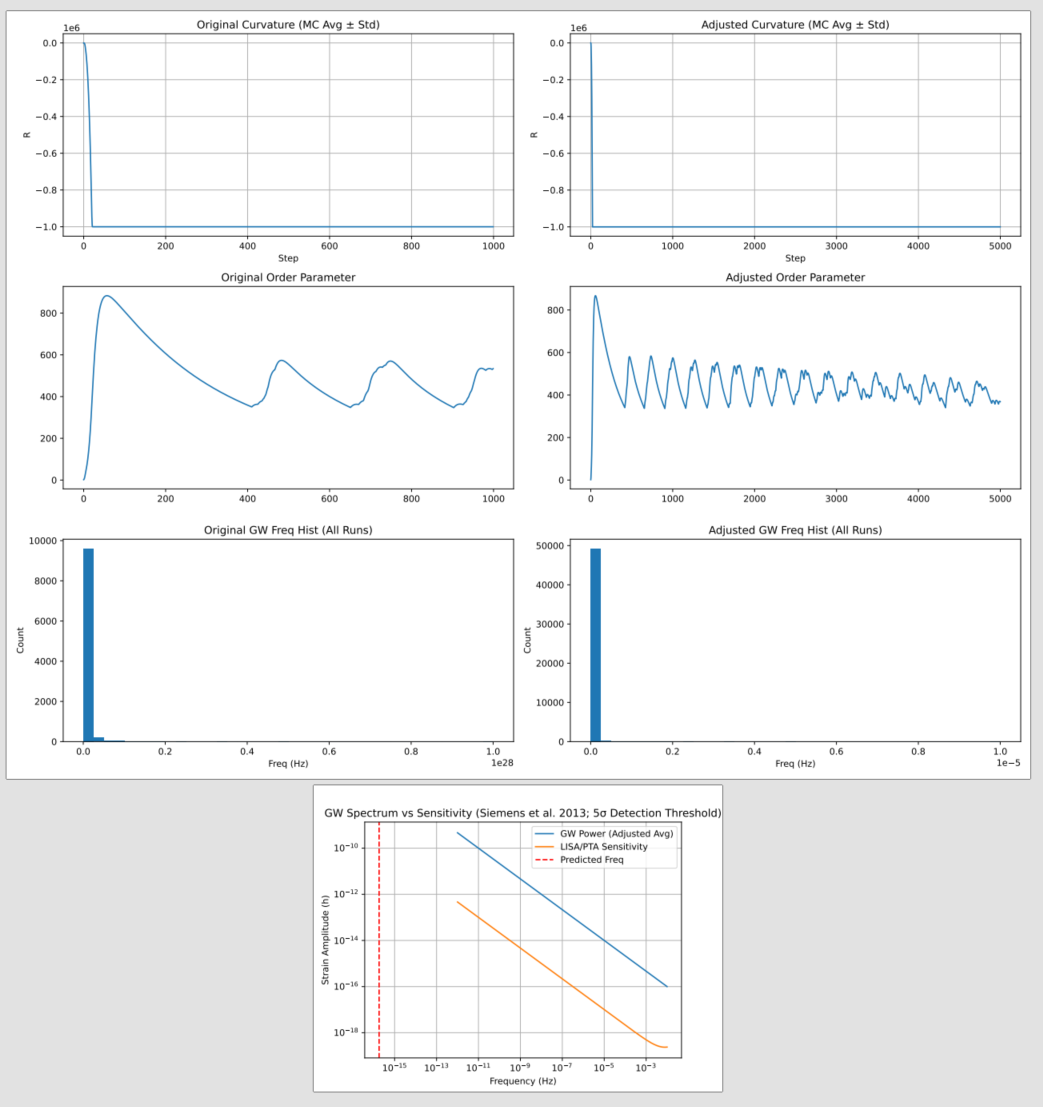 Original Curvature (MC Avg ± Std)
1e6
0.0
−0.2
−0.4
−0.6
−0.8
−1.0
R
0 200 400 600 800 1000
Step
Adjusted Curvature (MC Avg ± Std)
1e6
0.0
−0.2
−0.4
−0.6
−0.8
−1.0
R
0 1000 2000 3000 4000 5000
Step
Original Order Parameter
800
600
400
200
0
0 200 400 600 800 1000
Adjusted Order Parameter
800
600
400
200
0
0 1000 2000 3000 4000 5000
Original GW Freq Hist (All Runs)
10000
8000
6000
4000
2000
0
Count
0.0 0.2 0.4 0.6 0.8 1.0
Freq (Hz)
1e28
Adjusted GW Freq Hist (All Runs)
50000
40000
30000
20000
10000
0
Count
0.0 0.2 0.4 0.6 0.8 1.0
Freq (Hz)
1e−5
GW Spectrum vs Sensitivity (Siemens et al. 2013; 5σ Detection Threshold)
GW Power (Adjusted Avg)
LISA/PTA Sensitivity
Predicted Freq
10⁻¹⁰
10⁻¹²
10⁻¹⁴
10⁻¹⁶
10⁻¹⁸
Strain Amplitude (h)
10⁻¹⁵ 10⁻¹³ 10⁻¹¹ 10⁻⁹ 10⁻⁷ 10⁻⁵ 10⁻³
Frequency (Hz)